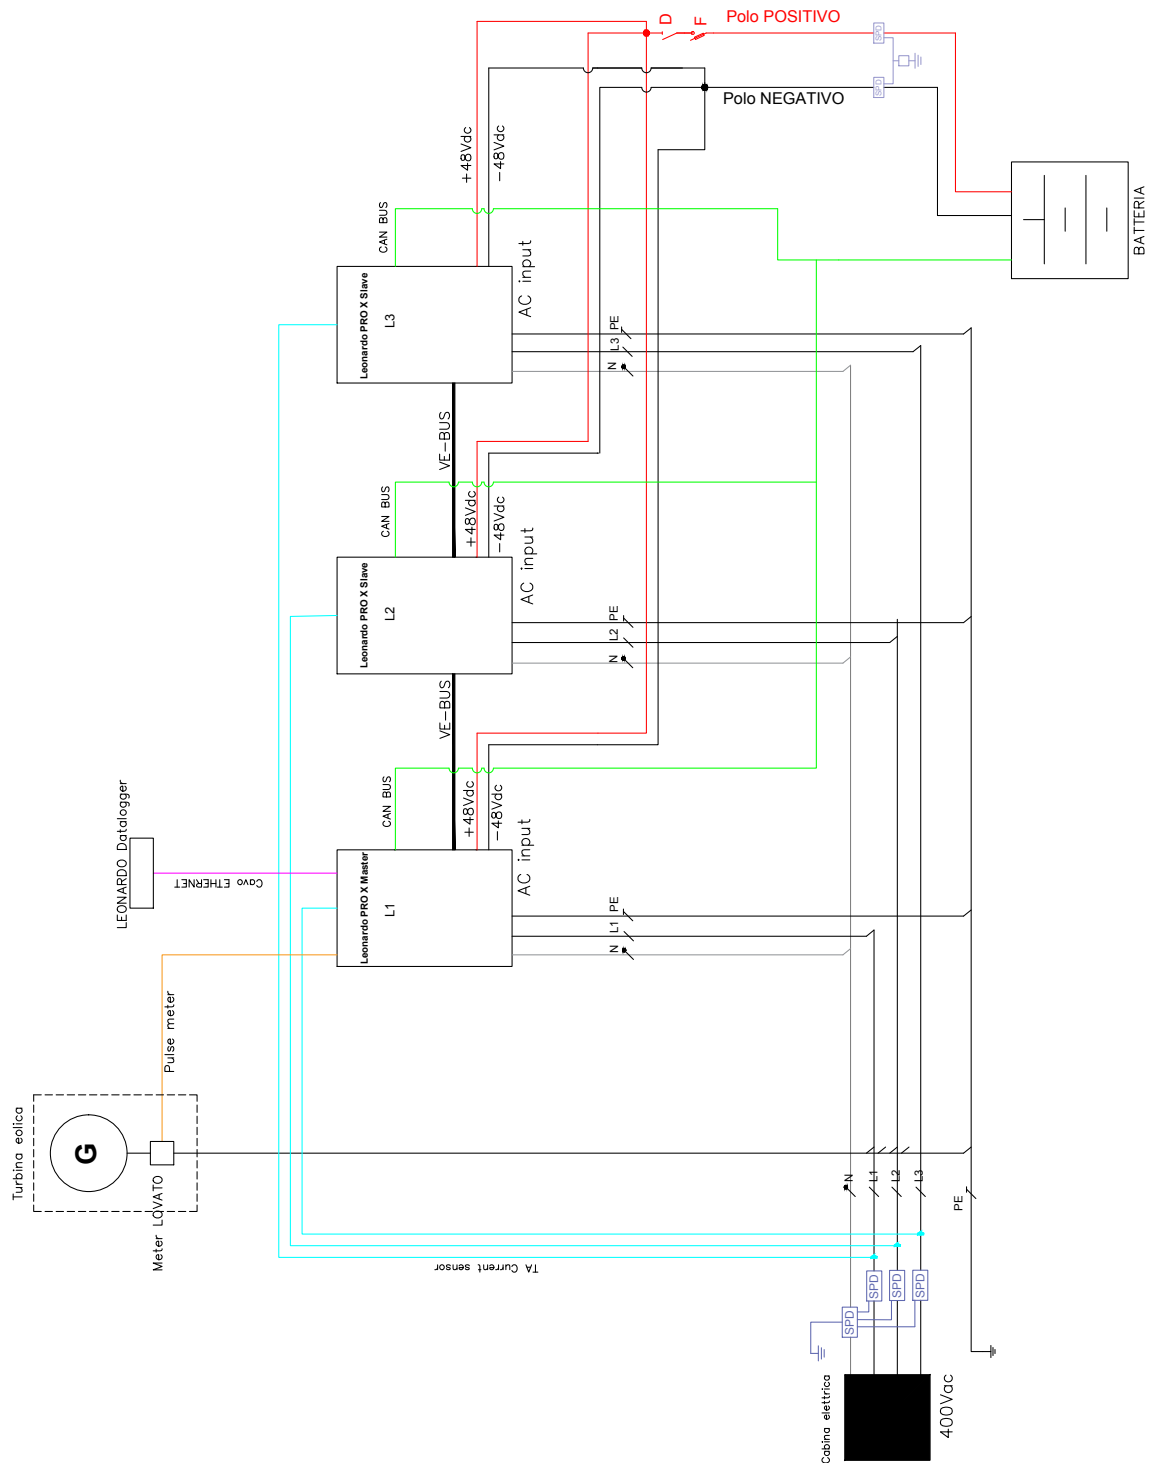 Polo POSITIVO
D
F
SPD
SPD
Polo NEGATIVO
+48Vdc
-48Vdc
BATTERIA
CAN BUS
AC input
Leonardo PRO X Slave
L3
PE
L3
N
VE-BUS
CAN BUS
+48Vdc
-48Vdc
AC input
Leonardo PRO X Slave
L2
PE
L2
N
VE-BUS
CAN BUS
+48Vdc
-48Vdc
AC input
LEONARDO Datalogger
Cavo ETHERNET
Leonardo PRO X Master
L1
PE
L1
N
Pulse meter
Turbina eolica
G
Meter LOVATO
N
L1
L2
L3
PE
TA Current sensor
SPD
SPD
SPD
SPD
Cabina elettrica
400Vac